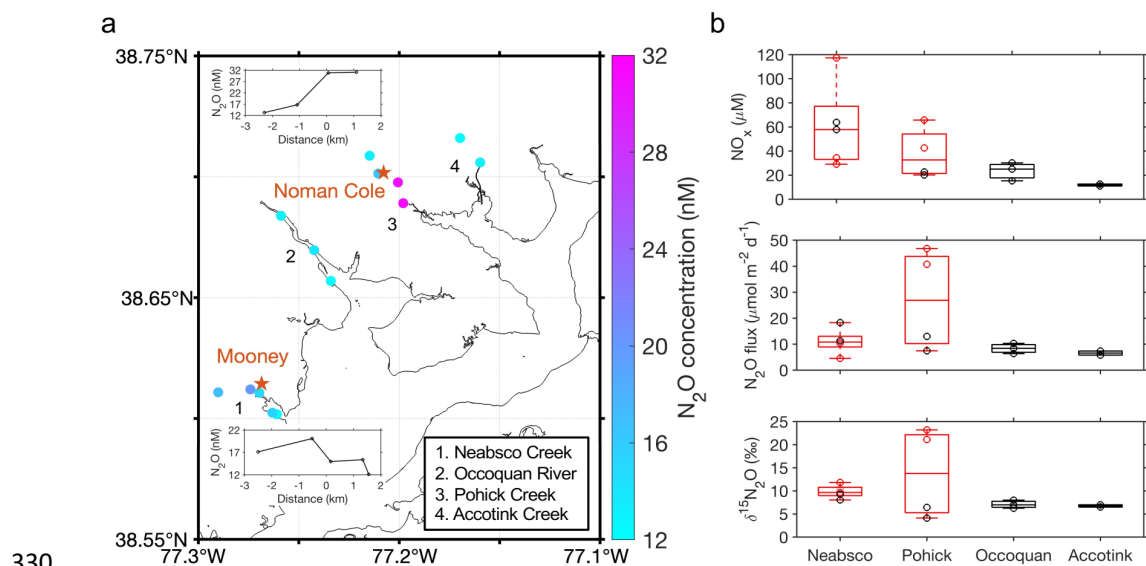 a
38.75°N
38.65°N
38.55°N
77.3°W
77.2°W
77.1°W
N2O (nM)
32
27
22
17
12
-3 -2 -1 0 1 2
Distance (km)
Noman Cole
4
3
2
Mooney
1
N2O (nM)
22
17
12
-3 -2 -1 0 1 2
Distance (km)
1. Neabsco Creek
2. Occoquan River
3. Pohick Creek
4. Accotink Creek
32
28
24
20
16
12
N2O concentration (nM)
b
NOx (µM)
120
100
80
60
40
20
0
N2O flux (µmol m-2 d-1)
50
40
30
20
10
0
δ15N2O (‰)
25
20
15
10
5
0
Neabsco Pohick Occoquan Accotink
330